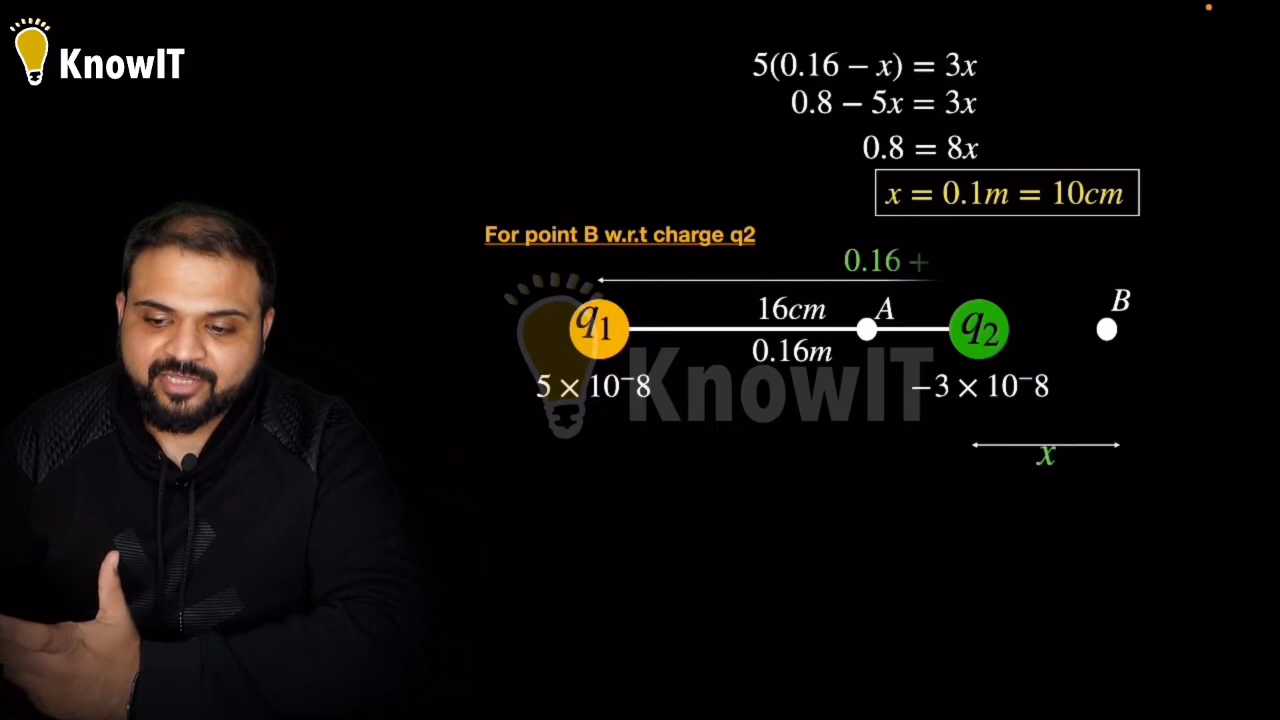 KnowIT
5(0.16 − x) = 3x
0.8 − 5x = 3x
0.8 = 8x
x = 0.1m = 10cm
For point B w.r.t charge q2
0.16 +
q₁
16cm
A
q₂
B
0.16m
5 × 10⁻8
−3 × 10⁻8
KnowIT
x